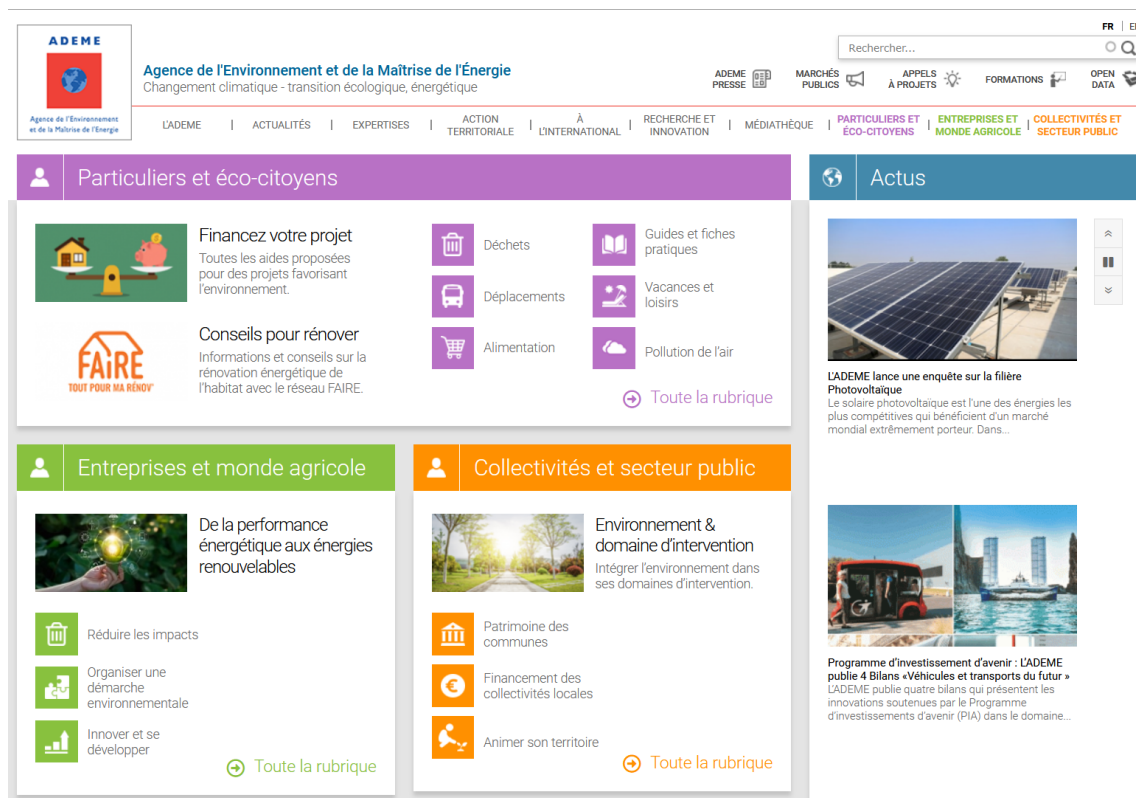 ADEME
Agence de l'Environnement
et de la Maîtrise de l'Energie
Agence de l'Environnement et de la Maîtrise de l'Énergie
Changement climatique - transition écologique, énergétique
FR |
Rechercher...
ADEME
PRESSE
MARCHÉS
PUBLICS
APPELS
À PROJETS
FORMATIONS
OPEN
DATA
L'ADEME | ACTUALITÉS | EXPERTISES | ACTION
TERRITORIALE | À
L'INTERNATIONAL | RECHERCHE ET
INNOVATION | MÉDIATHÈQUE | PARTICULIERS ET
ÉCO-CITOYENS | ENTREPRISES ET
MONDE AGRICOLE | COLLECTIVITÉS ET
SECTEUR PUBLIC
Particuliers et éco-citoyens
Financez votre projet
Toutes les aides proposées
pour des projets favorisant
l'environnement.
FAIRE
TOUT POUR MA RÉNOV'
Conseils pour rénover
Informations et conseils sur la
rénovation énergétique de
l'habitat avec le réseau FAIRE.
Déchets
Déplacements
Alimentation
Guides et fiches
pratiques
Vacances et
loisirs
Pollution de l'air
Toute la rubrique
Entreprises et monde agricole
De la performance
énergétique aux énergies
renouvelables
Réduire les impacts
Organiser une
démarche
environnementale
Innover et se
développer
Toute la rubrique
Collectivités et secteur public
Environnement &
domaine d'intervention
Intégrer l'environnement dans
ses domaines d'intervention.
Patrimoine des
communes
Financement des
collectivités locales
Animer son territoire
Toute la rubrique
Actus
L'ADEME lance une enquête sur la filière
Photovoltaïque
Le solaire photovoltaïque est l'une des énergies les
plus compétitives qui bénéficient d'un marché
mondial extrêmement porteur. Dans...
Programme d'investissement d'avenir : L'ADEME
publie 4 Bilans «Véhicules et transports du futur »
L'ADEME publie quatre bilans qui présentent les
innovations soutenues par le Programme
d'investissements d'avenir (PIA) dans le domaine...